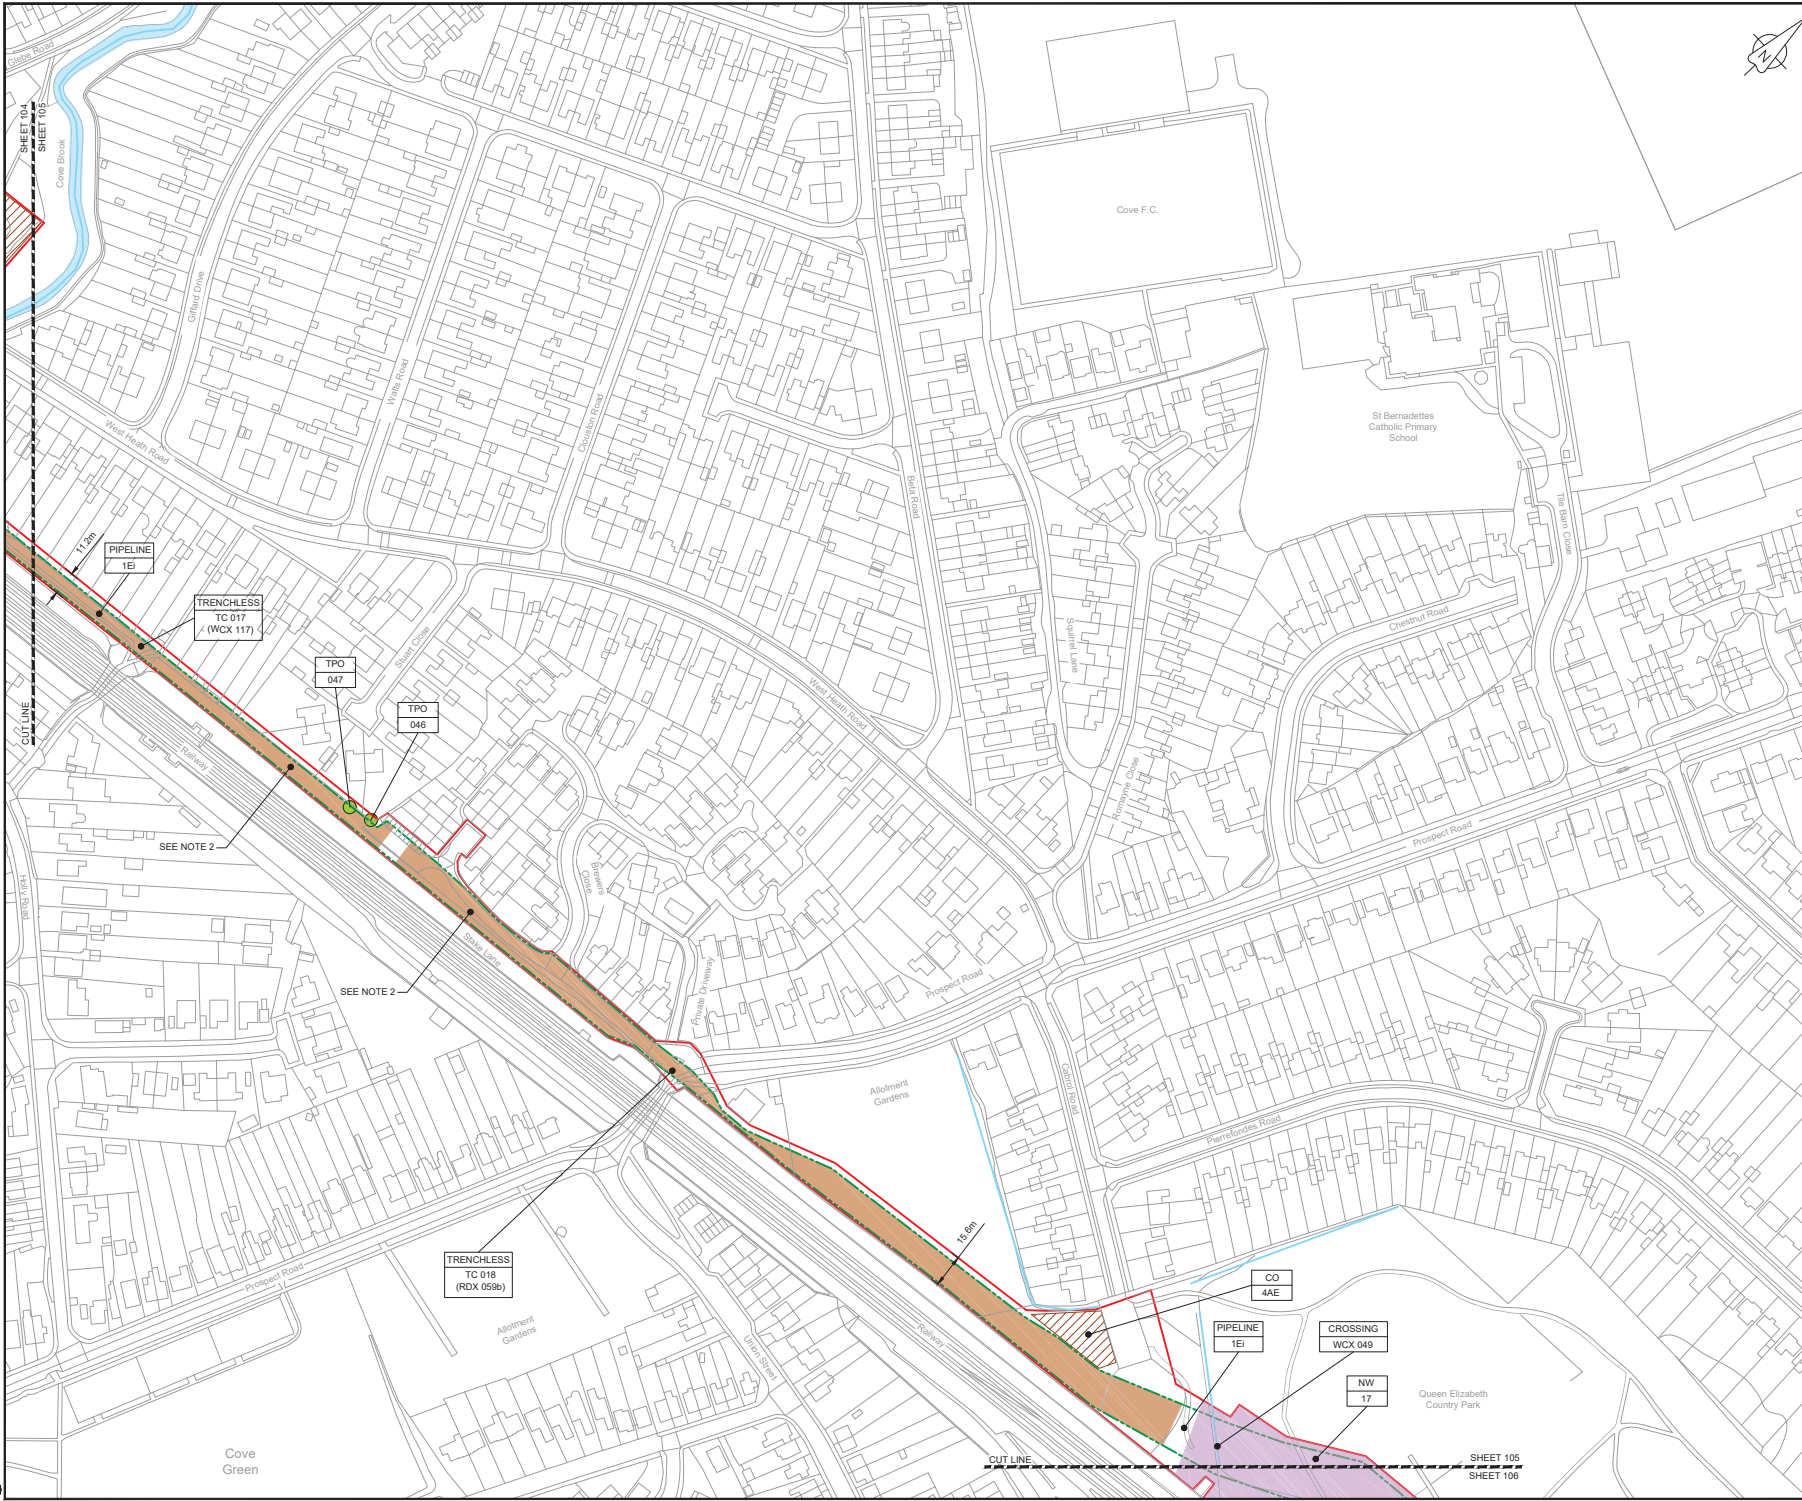 Glebe Road
SHEET 104
SHEET 105
Cove Brook
N
Cove F.C.
Giffard Drive
Watts Road
Clouston Road
West Heath Road
Beta Road
St Bernadettes
Catholic Primary
School
Tile Barn Close
11.2m
PIPELINE
1Ei
TRENCHLESS
TC 017
(WCX 117)
Stuart Close
Squirrel Lane
Chestnut Road
TPO
047
TPO
046
West Heath Road
CUT LINE
Railway
Romayne Close
Prospect Road
SEE NOTE 2
Holly Road
Brewers
Close
Stake Lane
SEE NOTE 2
Private Driveway
Prospect Road
Allotment
Gardens
Cabrol Road
Pierrefondes Road
15.6m
TRENCHLESS
TC 018
(RDX 059b)
Prospect Road
Allotment
Gardens
Union Street
Railway
CO
4AE
PIPELINE
1Ei
CROSSING
WCX 049
NW
17
Queen Elizabeth
Country Park
Cove
Green
CUT LINE
SHEET 105
SHEET 106